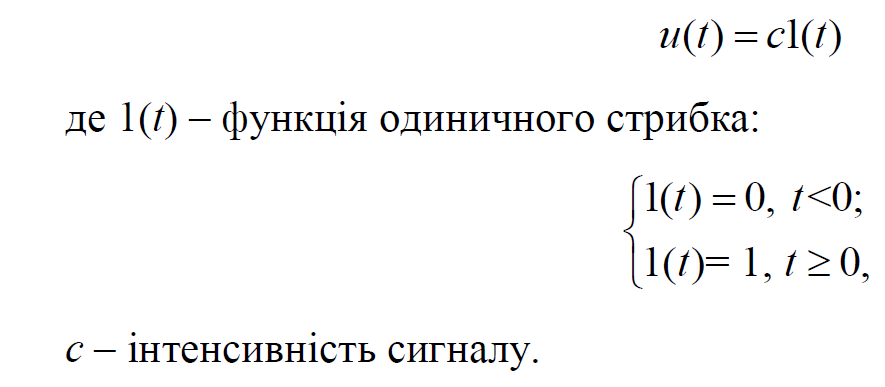 u(t) = c1(t)
де 1(t) – функція одиничного стрибка:
1(t) = 0, t<0;
1(t)= 1, t ≥ 0,
c – інтенсивність сигналу.